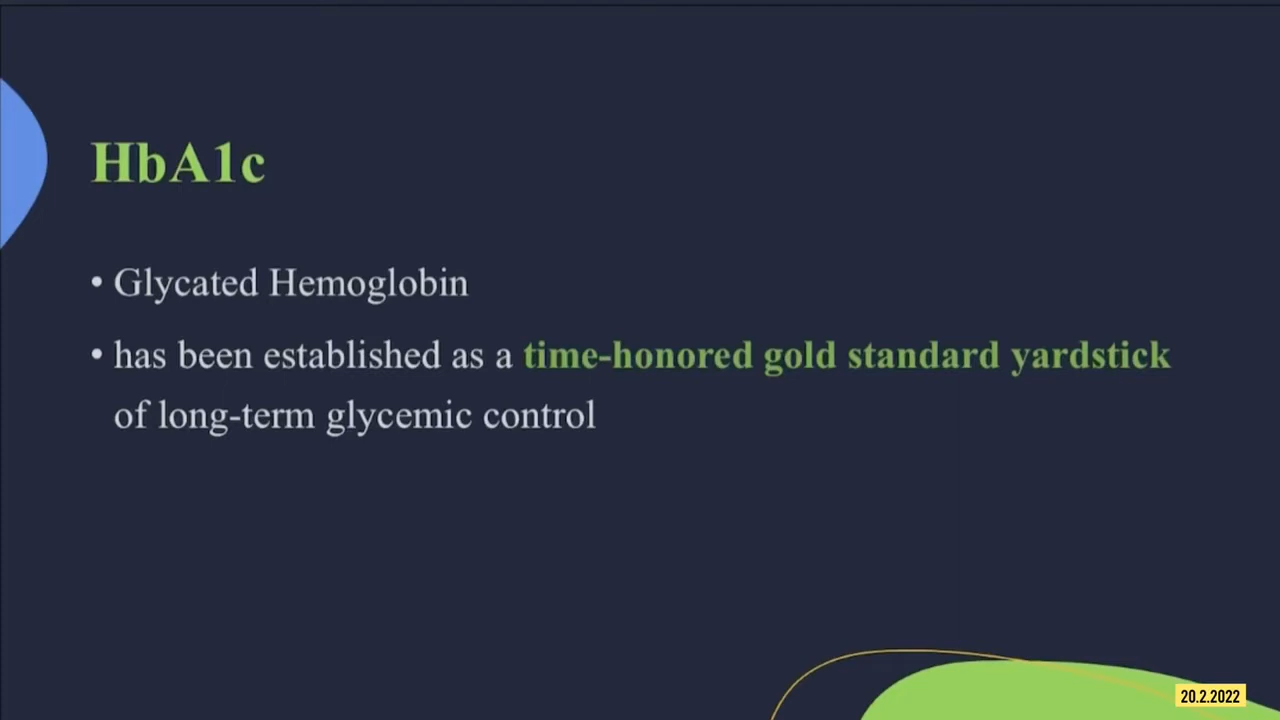 HbA1c
• Glycated Hemoglobin
• has been established as a time-honored gold standard yardstick
of long-term glycemic control
20.2.2022